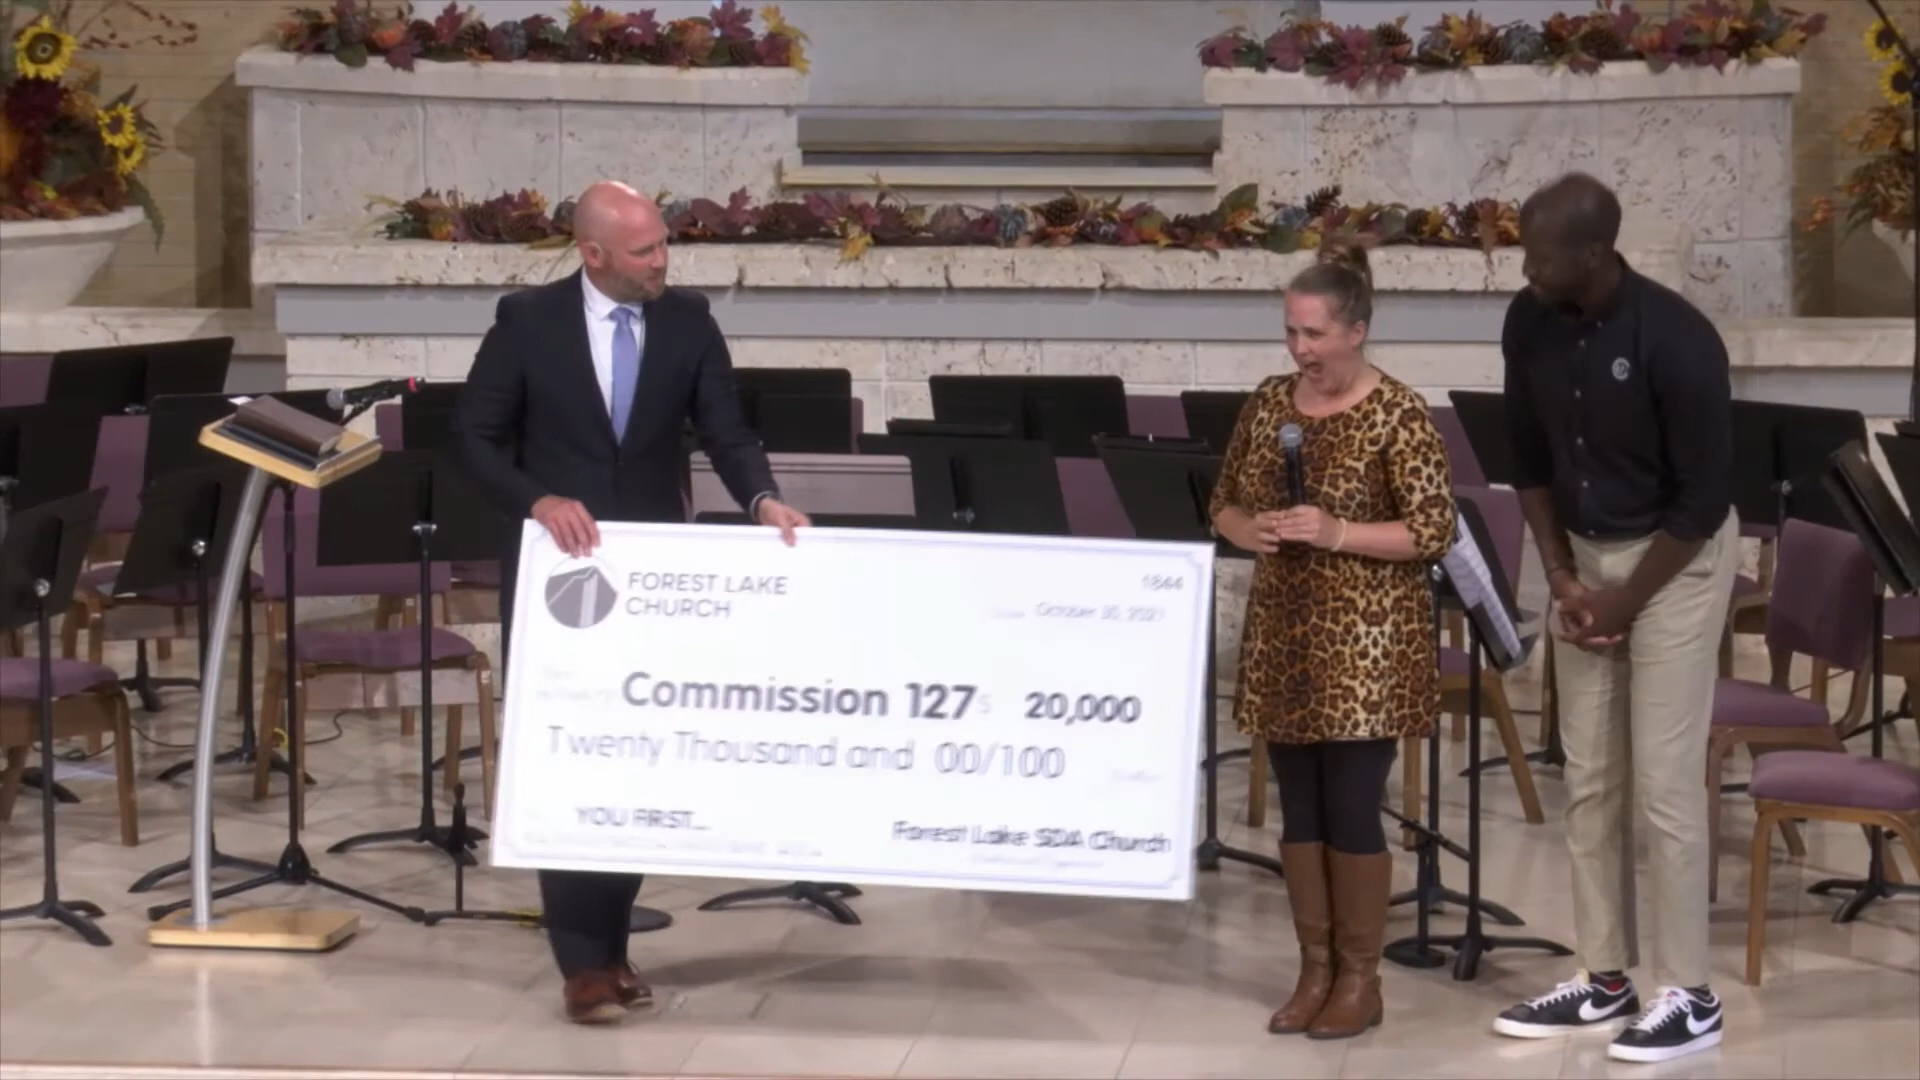 FOREST LAKE
CHURCH
1844
October 30, 2021
Commission 127 $ 20,000
Twenty Thousand and 00/100
YOU FIRST...
Forest Lake SDA Church